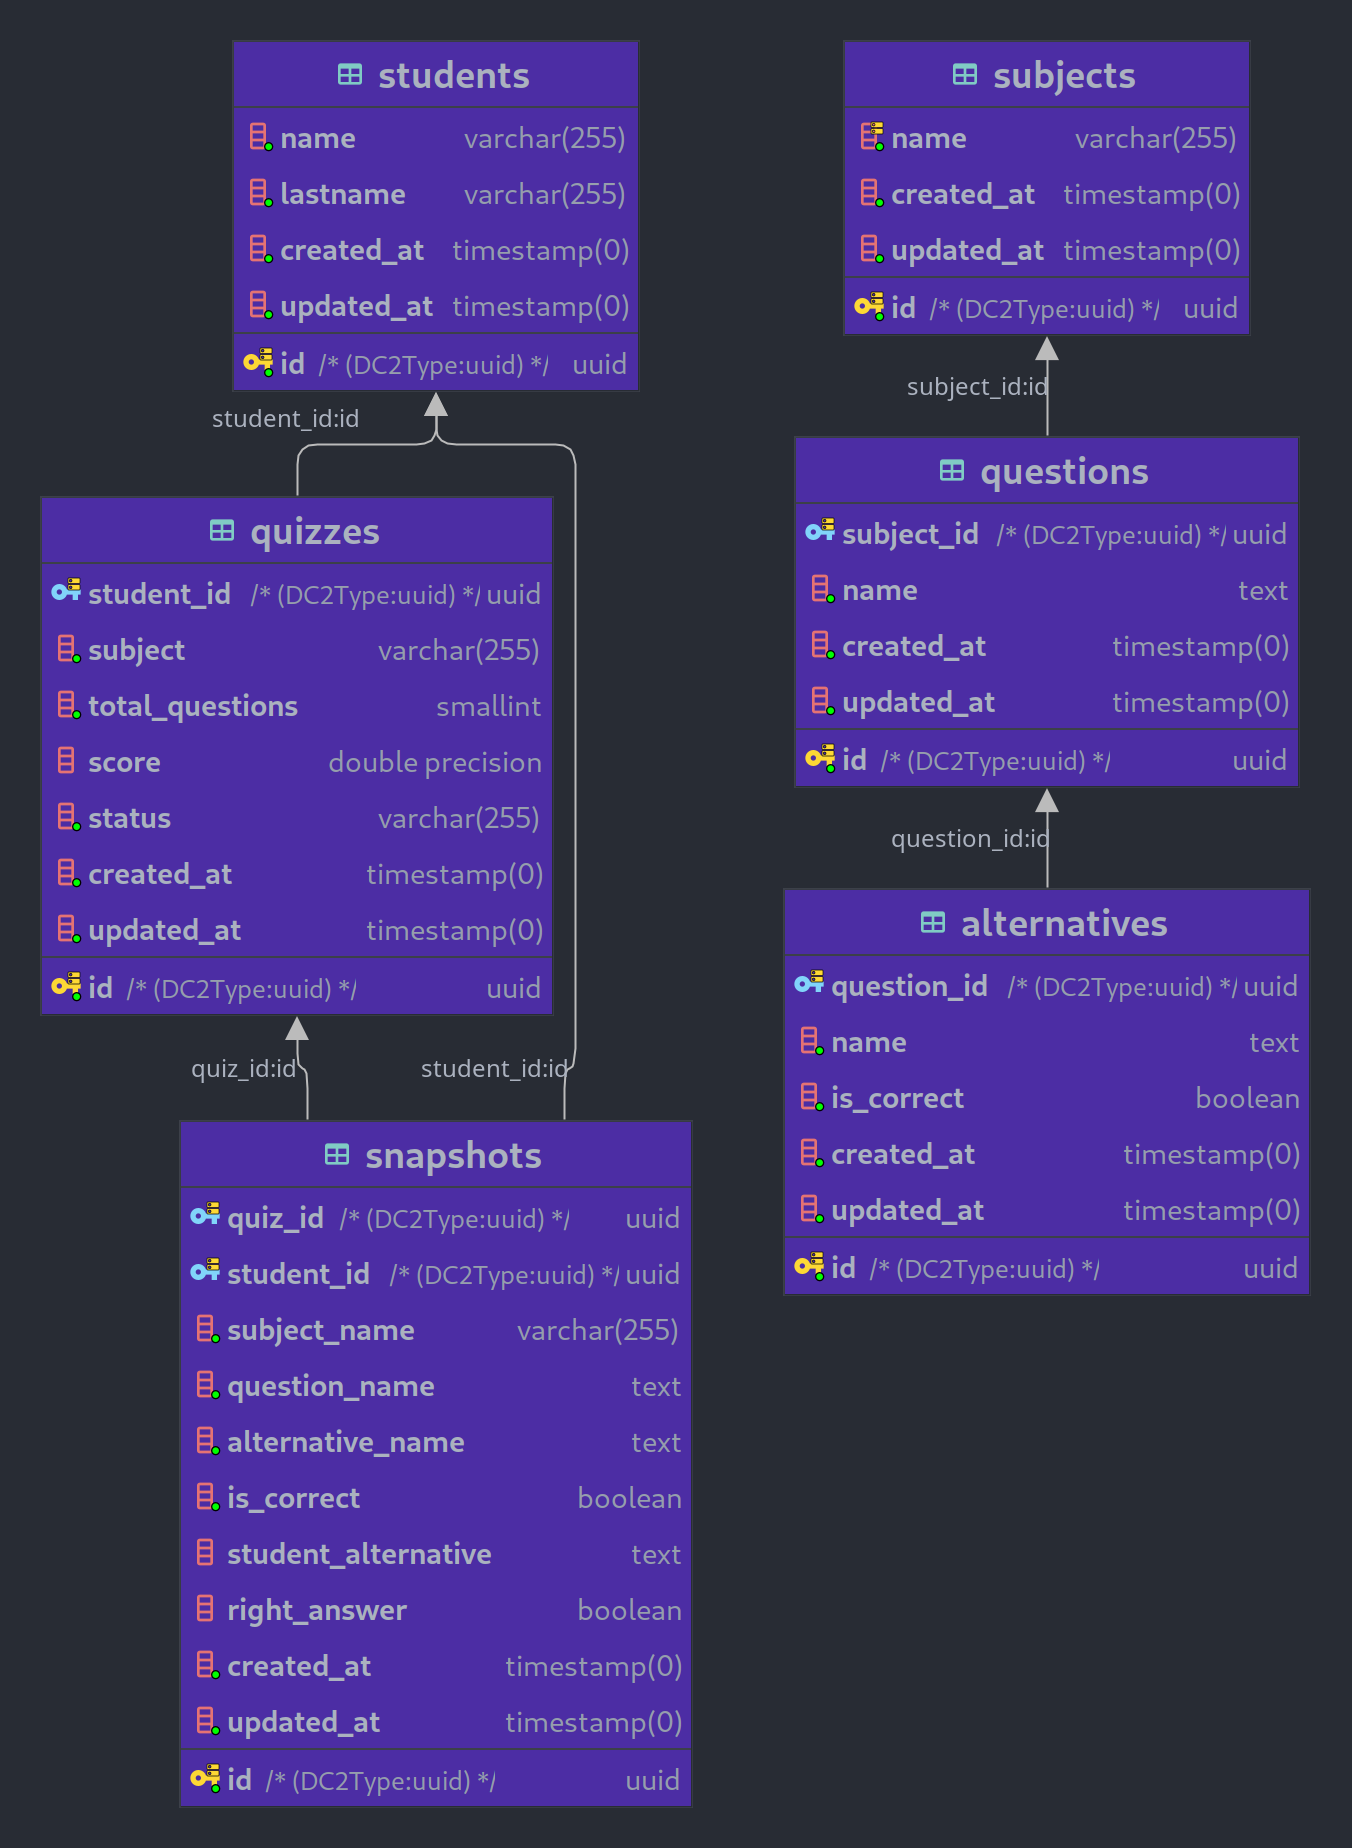 students
name varchar(255)
lastname varchar(255)
created_at timestamp(0)
updated_at timestamp(0)
id /* (DC2Type:uuid) */ uuid
student_id:id
quizzes
student_id /* (DC2Type:uuid) */ uuid
subject varchar(255)
total_questions smallint
score double precision
status varchar(255)
created_at timestamp(0)
updated_at timestamp(0)
id /* (DC2Type:uuid) */ uuid
quiz_id:id
student_id:id
snapshots
quiz_id /* (DC2Type:uuid) */ uuid
student_id /* (DC2Type:uuid) */ uuid
subject_name varchar(255)
question_name text
alternative_name text
is_correct boolean
student_alternative text
right_answer boolean
created_at timestamp(0)
updated_at timestamp(0)
id /* (DC2Type:uuid) */ uuid
subjects
name varchar(255)
created_at timestamp(0)
updated_at timestamp(0)
id /* (DC2Type:uuid) */ uuid
subject_id:id
questions
subject_id /* (DC2Type:uuid) */ uuid
name text
created_at timestamp(0)
updated_at timestamp(0)
id /* (DC2Type:uuid) */ uuid
question_id:id
alternatives
question_id /* (DC2Type:uuid) */ uuid
name text
is_correct boolean
created_at timestamp(0)
updated_at timestamp(0)
id /* (DC2Type:uuid) */ uuid